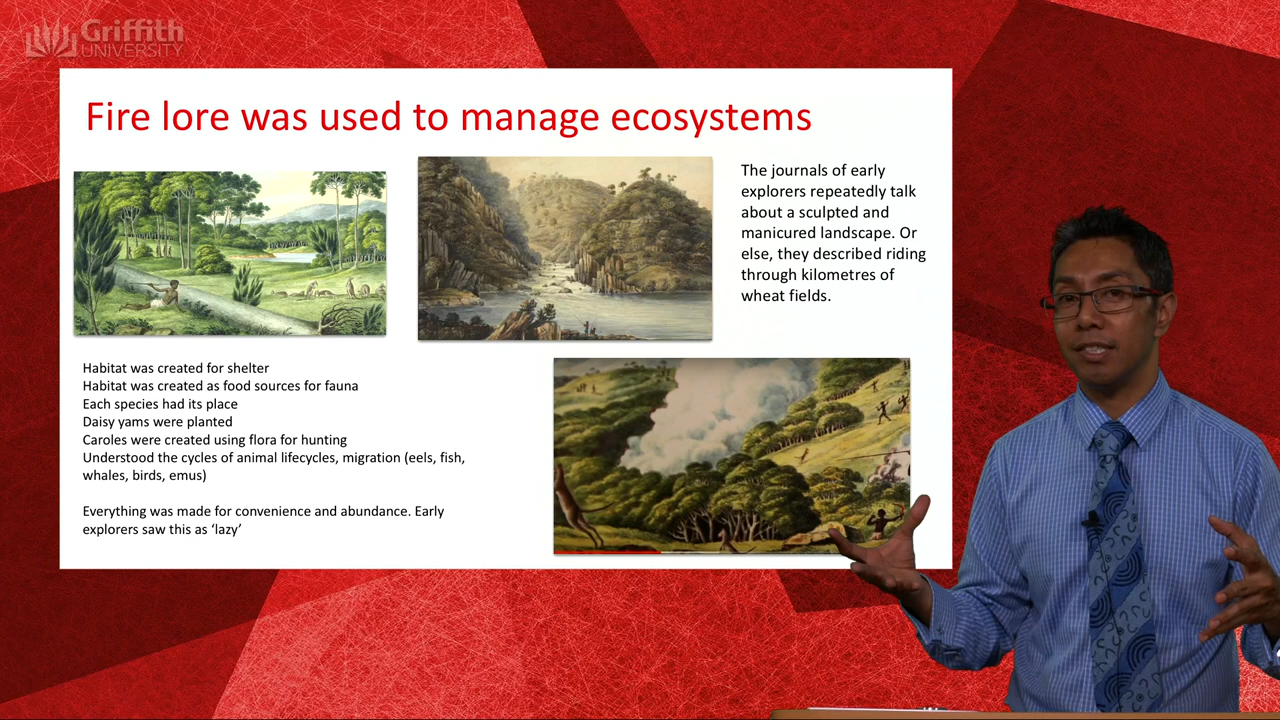 Griffith
UNIVERSITY
Fire lore was used to manage ecosystems
The journals of early
explorers repeatedly talk
about a sculpted and
manicured landscape. Or
else, they described riding
through kilometres of
wheat fields.
Habitat was created for shelter
Habitat was created as food sources for fauna
Each species had its place
Daisy yams were planted
Caroles were created using flora for hunting
Understood the cycles of animal lifecycles, migration (eels, fish,
whales, birds, emus)
Everything was made for convenience and abundance. Early
explorers saw this as ‘lazy’